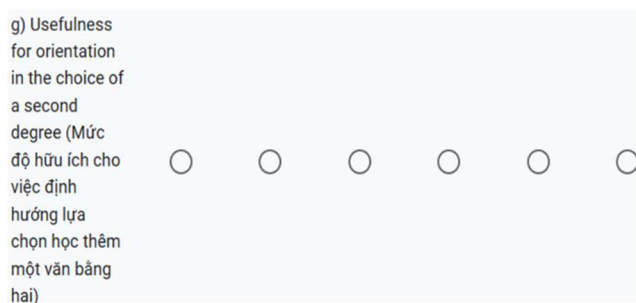 g) Usefulness
for orientation
in the choice of
a second
degree (Mức
độ hữu ích cho
việc định
hướng lựa
chọn học thêm
một văn bằng
hai)